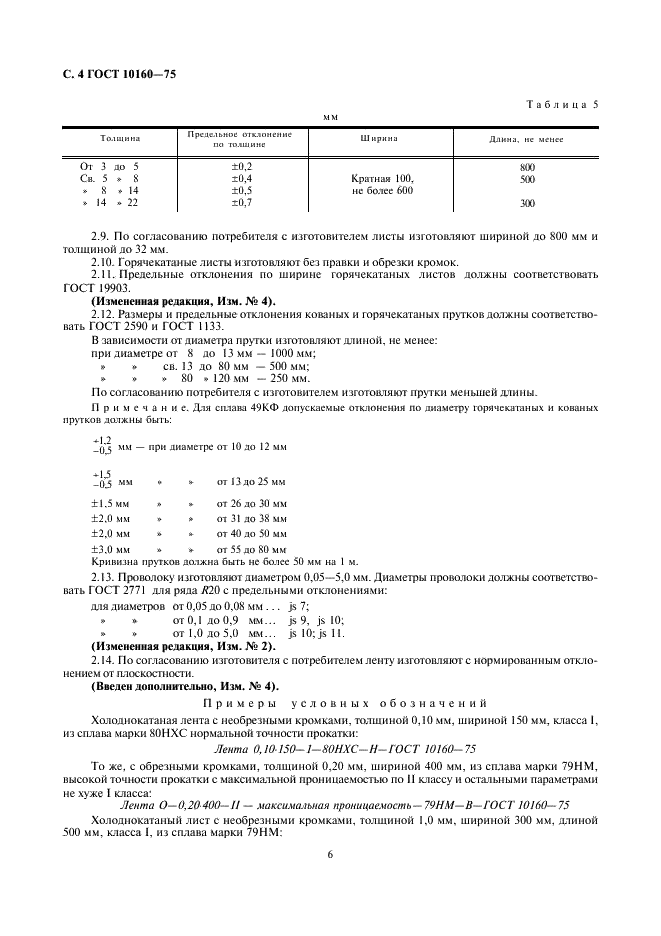 С. 4 ГОСТ 10160—75
Таблица 5
мм
Толщина Предельное отклонение по толщине Ширина Длина, не менее
От 3 до 5 ±0,2 800
Св. 5 » 8 ±0,4 Кратная 100, 500
» 8 » 14 ±0,5 не более 600
» 14 » 22 ±0,7 300
2.9. По согласованию потребителя с изготовителем листы изготовляют шириной до 800 мм и
толщиной до 32 мм.
2.10. Горячекатаные листы изготовляют без правки и обрезки кромок.
2.11. Предельные отклонения по ширине горячекатаных листов должны соответствовать
ГОСТ 19903.
(Измененная редакция, Изм. № 4).
2.12. Размеры и предельные отклонения кованых и горячекатаных прутков должны соответство-
вать ГОСТ 2590 и ГОСТ 1133.
В зависимости от диаметра прутки изготовляют длиной, не менее:
при диаметре от 8 до 13 мм — 1000 мм;
» » св. 13 до 80 мм — 500 мм;
» » » 80 » 120 мм — 250 мм.
По согласованию потребителя с изготовителем изготовляют прутки меньшей длины.
Примечание. Для сплава 49КФ допускаемые отклонения по диаметру горячекатаных и кованых
прутков должны быть:
+1,2
−0,5 мм — при диаметре от 10 до 12 мм
+1,5
−0,5 мм » » от 13 до 25 мм
±1,5 мм » » от 26 до 30 мм
±2,0 мм » » от 31 до 38 мм
±2,0 мм » » от 40 до 50 мм
±3,0 мм » » от 55 до 80 мм
Кривизна прутков должна быть не более 50 мм на 1 м.
2.13. Проволоку изготовляют диаметром 0,05—5,0 мм. Диаметры проволоки должны соответство-
вать ГОСТ 2771 для ряда R20 с предельными отклонениями:
для диаметров от 0,05 до 0,08 мм . . . js 7;
» » от 0,1 до 0,9 мм... js 9, js 10;
» » от 1,0 до 5,0 мм... js 10; js 11.
(Измененная редакция, Изм. № 2).
2.14. По согласованию изготовителя с потребителем ленту изготовляют с нормированным откло-
нением от плоскостности.
(Введен дополнительно, Изм. № 4).
Примеры условных обозначений
Холоднокатаная лента с необрезными кромками, толщиной 0,10 мм, шириной 150 мм, класса I,
из сплава марки 80НХС нормальной точности прокатки:
Лента 0,10·150—1—80НХС—Н—ГОСТ 10160—75
То же, с обрезными кромками, толщиной 0,20 мм, шириной 400 мм, из сплава марки 79НМ,
высокой точности прокатки с максимальной проницаемостью по II классу и остальными параметрами
не хуже I класса:
Лента О—0,20·400—II — максимальная проницаемость—79НМ—В—ГОСТ 10160—75
Холоднокатаный лист с необрезными кромками, толщиной 1,0 мм, шириной 300 мм, длиной
500 мм, класса I, из сплава марки 79НМ:
6